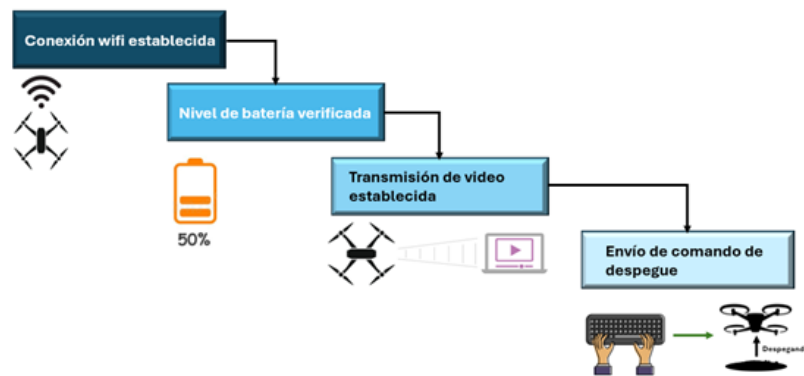 Conexión wifi establecida
Nivel de batería verificada
50%
Transmisión de video
establecida
Envío de comando de
despegue
Despegand